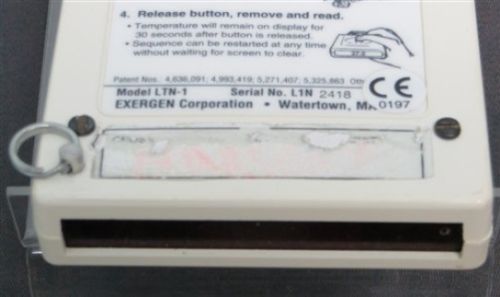 4. Release button, remove and read.
• Temperature will remain on display for
30 seconds after button is released.
• Sequence can be restarted at any time
without waiting for screen to clear.
37.0
Patent Nos. 4,636,091; 4,993,419; 5,271,407; 5,325,863
Model LTN-1 Serial No. L1N 2418
EXERGEN Corporation • Watertown, MA
CE
0197